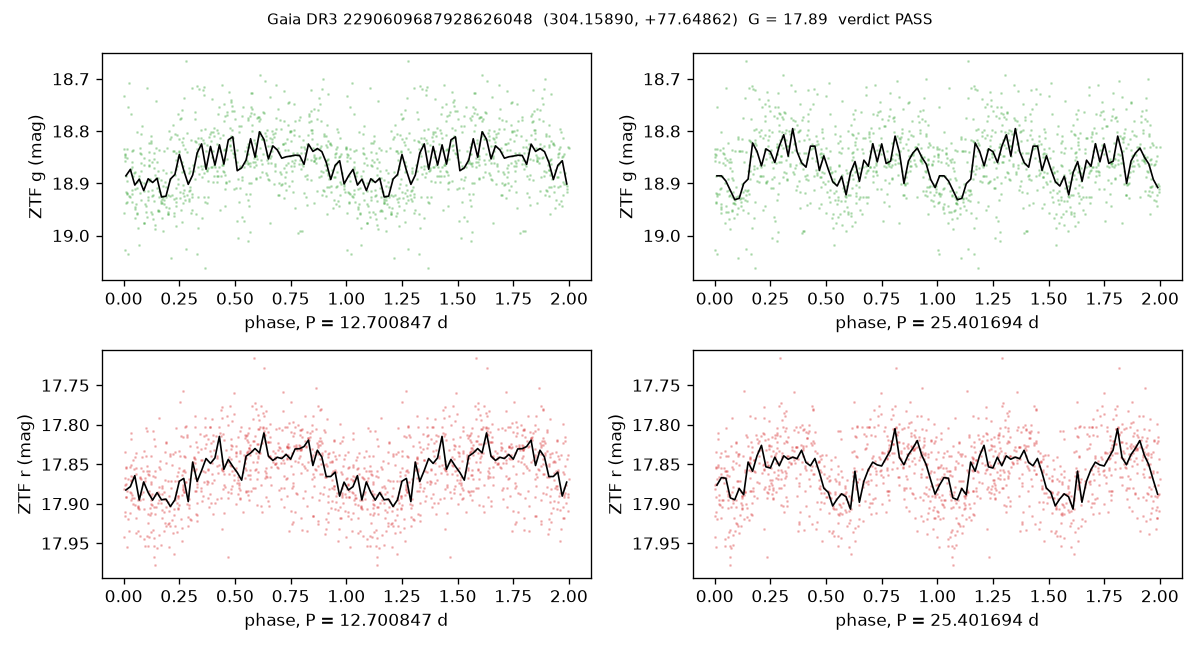 Gaia DR3 2290609687928626048 (304.15890, +77.64862) G = 17.89 verdict PASS
ZTF g (mag)
18.7
18.8
18.9
19.0
0.00 0.25 0.50 0.75 1.00 1.25 1.50 1.75 2.00
phase, P = 12.700847 d
ZTF g (mag)
18.7
18.8
18.9
19.0
0.00 0.25 0.50 0.75 1.00 1.25 1.50 1.75 2.00
phase, P = 25.401694 d
ZTF r (mag)
17.75
17.80
17.85
17.90
17.95
0.00 0.25 0.50 0.75 1.00 1.25 1.50 1.75 2.00
phase, P = 12.700847 d
ZTF r (mag)
17.75
17.80
17.85
17.90
17.95
0.00 0.25 0.50 0.75 1.00 1.25 1.50 1.75 2.00
phase, P = 25.401694 d